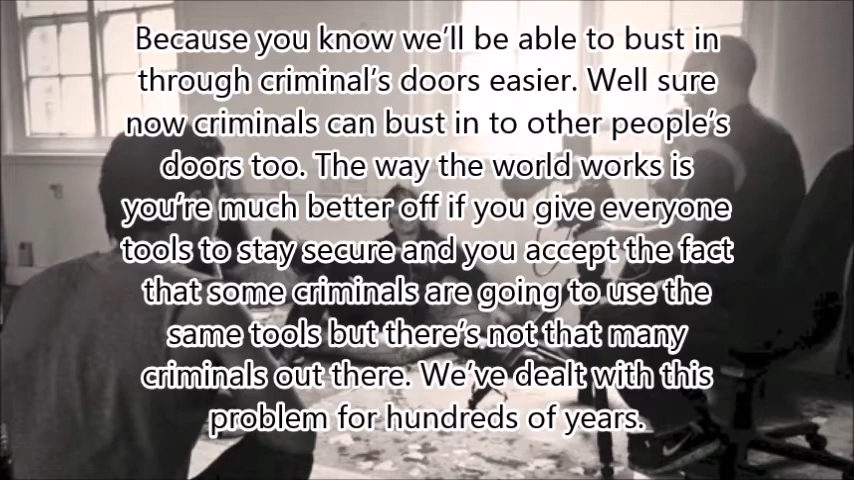 Because you know we'll be able to bust in
through criminal's doors easier. Well sure
now criminals can bust in to other people's
doors too. The way the world works is
you're much better off if you give everyone
tools to stay secure and you accept the fact
that some criminals are going to use the
same tools but there's not that many
criminals out there. We've dealt with this
problem for hundreds of years.